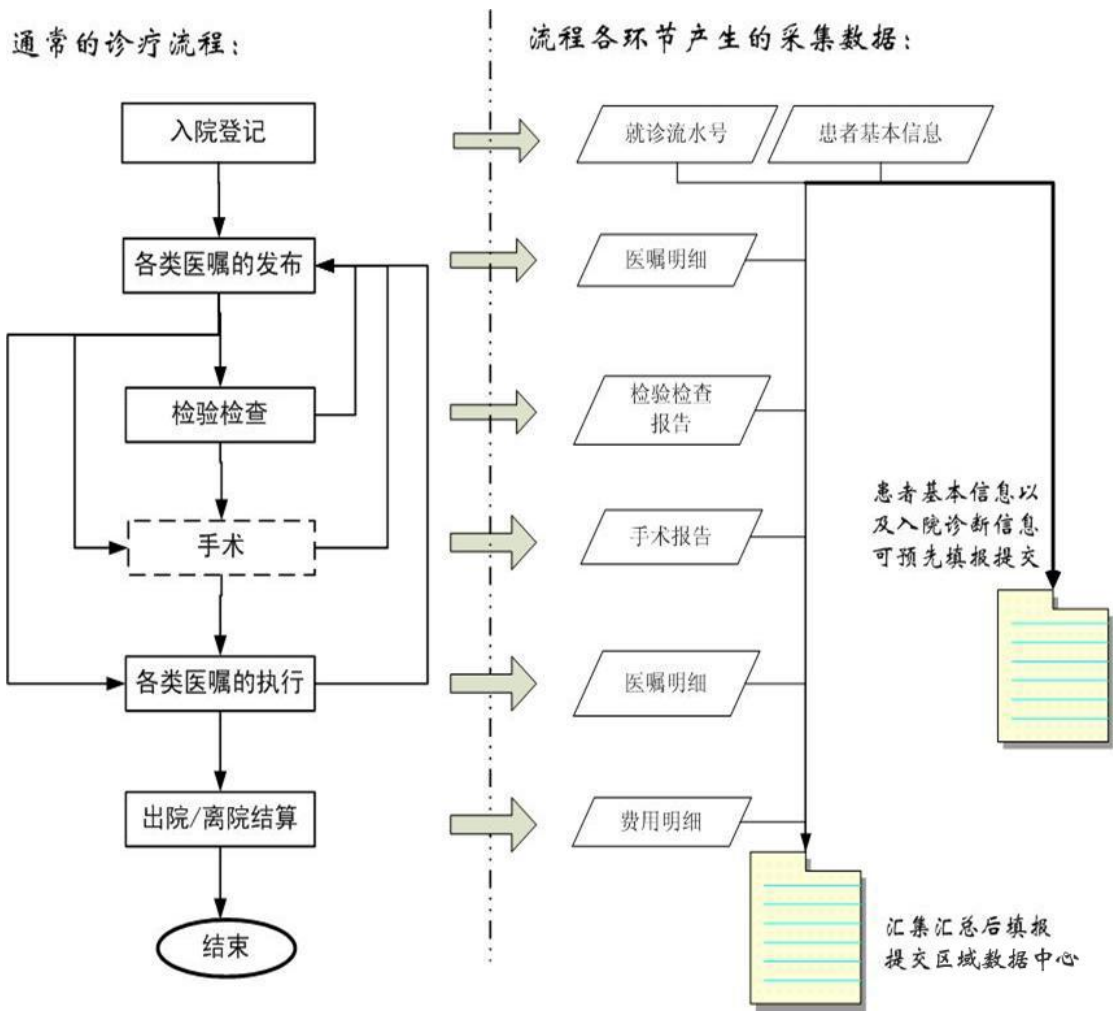 通常的诊疗流程:
流程各环节产生的采集数据:
入院登记
就诊流水号
患者基本信息
各类医嘱的发布
医嘱明细
检验检查
检验检查
报告
患者基本信息以
及入院诊断信息
可预先填报提交
手术
手术报告
各类医嘱的执行
医嘱明细
出院/离院结算
费用明细
结束
汇集汇总后填报
提交区域数据中心